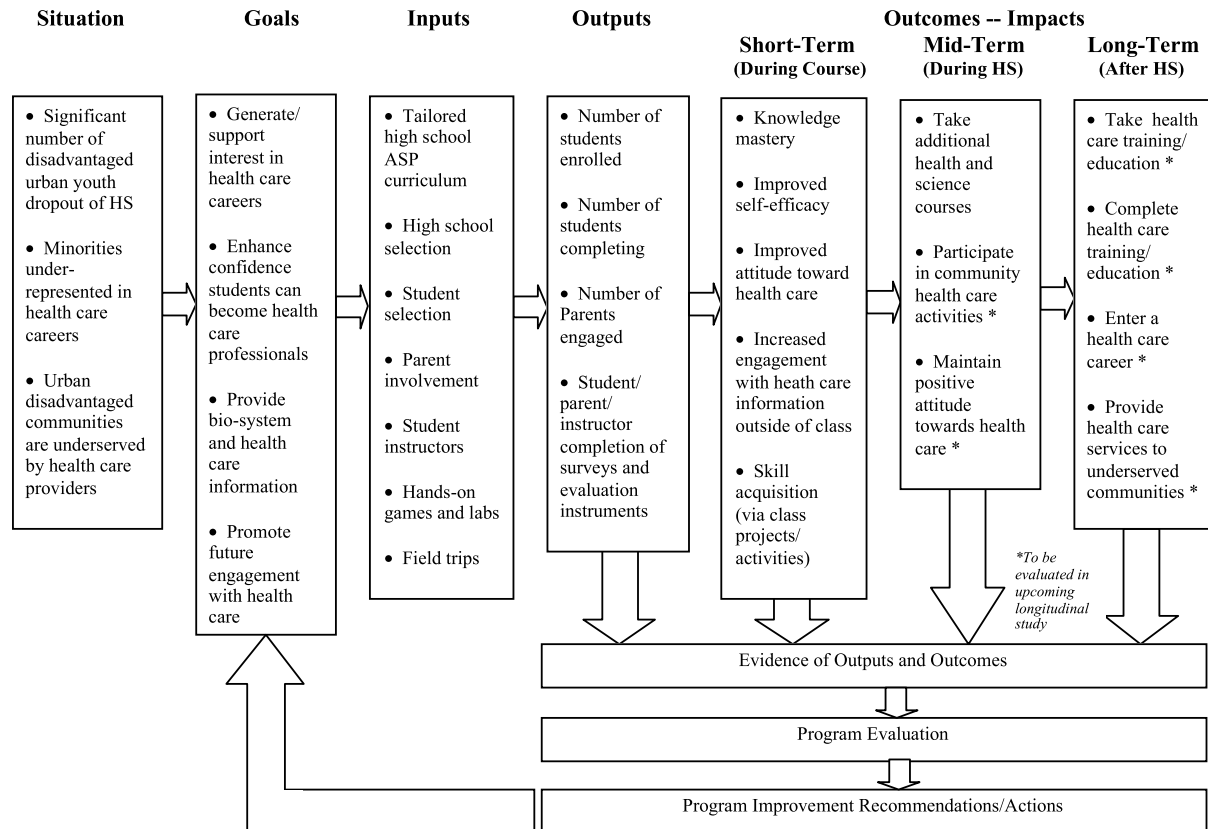 Situation
Goals
Inputs
Outputs
Outcomes -- Impacts
Short-Term
(During Course)
Mid-Term
(During HS)
Long-Term
(After HS)
• Significant
number of
disadvantaged
urban youth
dropout of HS
• Minorities
under-
represented in
health care
careers
• Urban
disadvantaged
communities
are underserved
by health care
providers
• Generate/
support
interest in
health care
careers
• Enhance
confidence
students can
become health
care
professionals
• Provide
bio-system
and health
care
information
• Promote
future
engagement
with health
care
• Tailored
high school
ASP
curriculum
• High school
selection
• Student
selection
• Parent
involvement
• Student
instructors
• Hands-on
games and labs
• Field trips
• Number of
students
enrolled
• Number of
students
completing
• Number of
Parents
engaged
• Student/
parent/
instructor
completion of
surveys and
evaluation
instruments
• Knowledge
mastery
• Improved
self-efficacy
• Improved
attitude toward
health care
• Increased
engagement
with heath care
information
outside of class
• Skill
acquisition
(via class
projects/
activities)
• Take
additional
health and
science
courses
• Participate
in community
health care
activities *
• Maintain
positive
attitude
towards health
care *
• Take health
care training/
education *
• Complete
health care
training/
education *
• Enter a
health care
career *
• Provide
health care
services to
underserved
communities *
*To be
evaluated in
upcoming
longitudinal
study
Evidence of Outputs and Outcomes
Program Evaluation
Program Improvement Recommendations/Actions